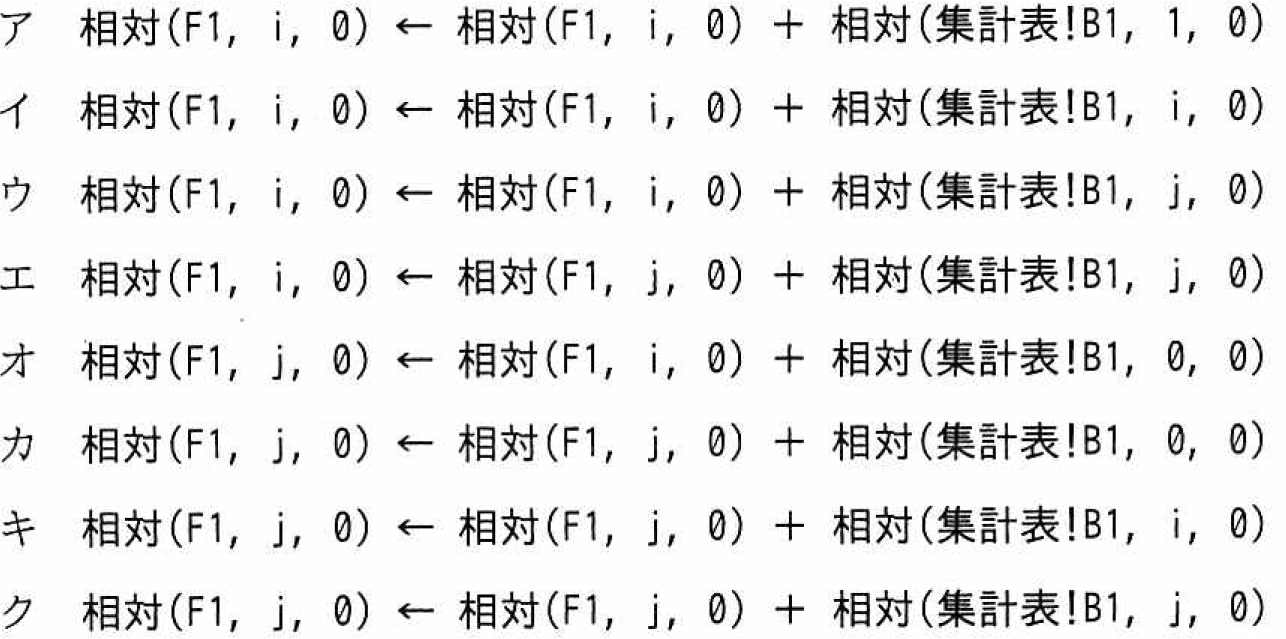 ア 相対(F1, i, 0) ← 相対(F1, i, 0) + 相対(集計表!B1, 1, 0)
イ 相対(F1, i, 0) ← 相対(F1, i, 0) + 相対(集計表!B1, i, 0)
ウ 相対(F1, i, 0) ← 相対(F1, i, 0) + 相対(集計表!B1, j, 0)
エ 相対(F1, i, 0) ← 相対(F1, j, 0) + 相対(集計表!B1, j, 0)
オ 相対(F1, j, 0) ← 相対(F1, i, 0) + 相対(集計表!B1, 0, 0)
カ 相対(F1, j, 0) ← 相対(F1, j, 0) + 相対(集計表!B1, 0, 0)
キ 相対(F1, j, 0) ← 相対(F1, j, 0) + 相対(集計表!B1, i, 0)
ク 相対(F1, j, 0) ← 相対(F1, j, 0) + 相対(集計表!B1, j, 0)